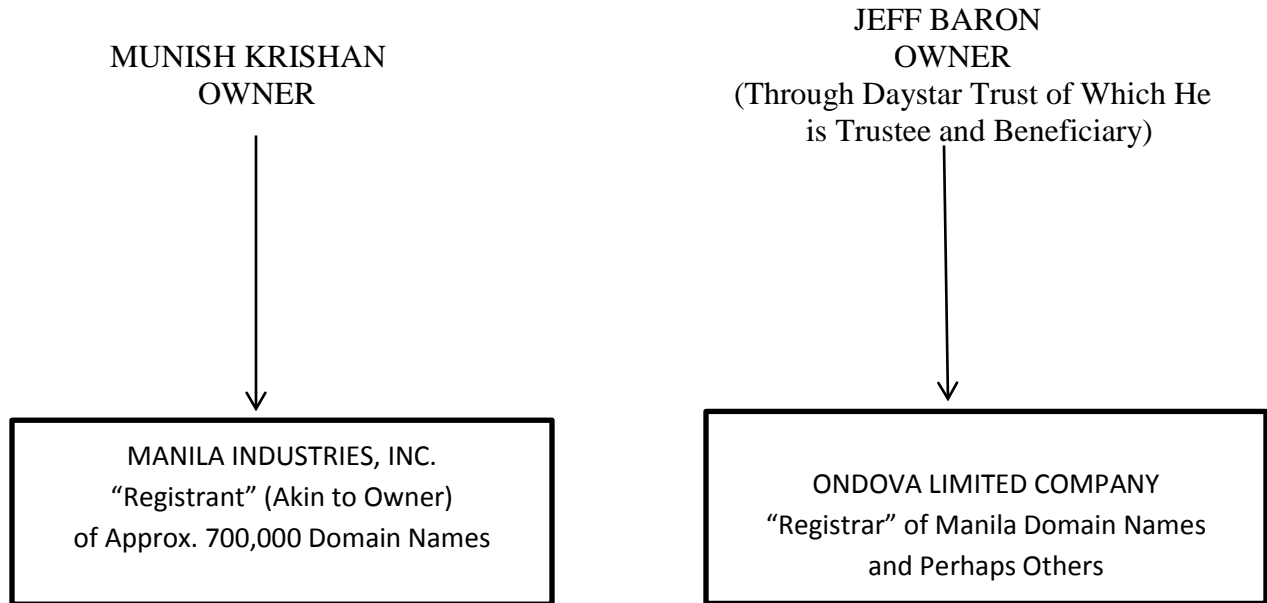 MUNISH KRISHAN
OWNER
JEFF BARON
OWNER
(Through Daystar Trust of Which He
is Trustee and Beneficiary)
MANILA INDUSTRIES, INC.
“Registrant” (Akin to Owner)
of Approx. 700,000 Domain Names
ONDOVA LIMITED COMPANY
“Registrar” of Manila Domain Names
and Perhaps Others